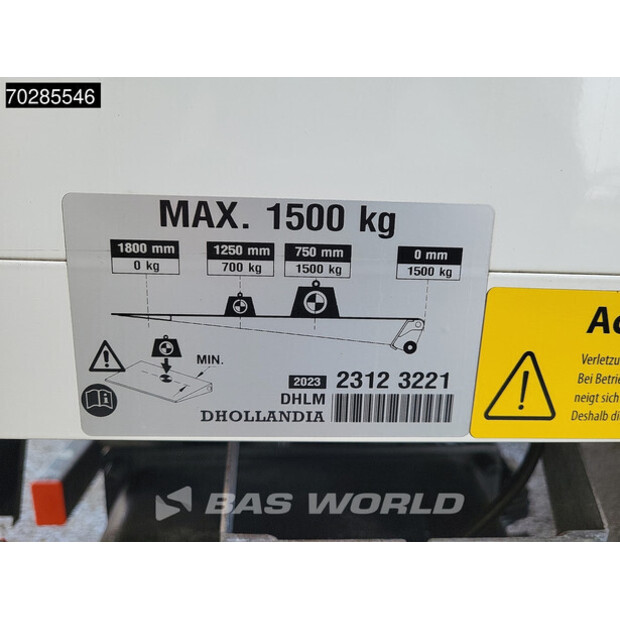 70285546
MAX. 1500 kg
1800 mm 1250 mm 750 mm 0 mm
0 kg 700 kg 1500 kg 1500 kg
MIN.
2023 2312 3221
DHLM
DHOLLANDIA
Verletzu
Bei Betrie
neigt sich
Deshalb di
BAS WORLD